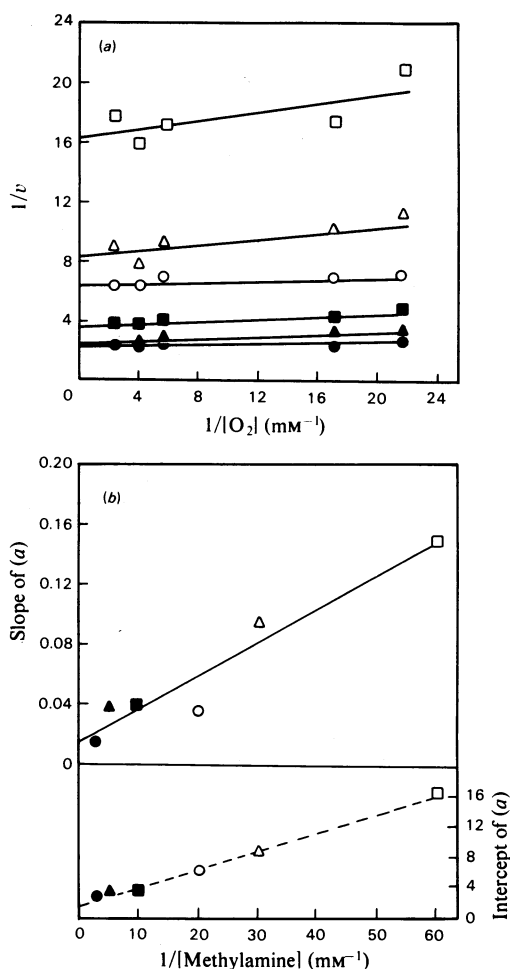 (a)
24
20
16
12
8
4
0
1/v
0 4 8 12 16 20 24
1/[O₂] (mM⁻¹)
(b)
0.20
0.16
0.12
0.08
0.04
0
Slope of (a)
16
12
8
4
0
Intercept of (a)
0 10 20 30 40 50 60
1/[Methylamine] (mM⁻¹)